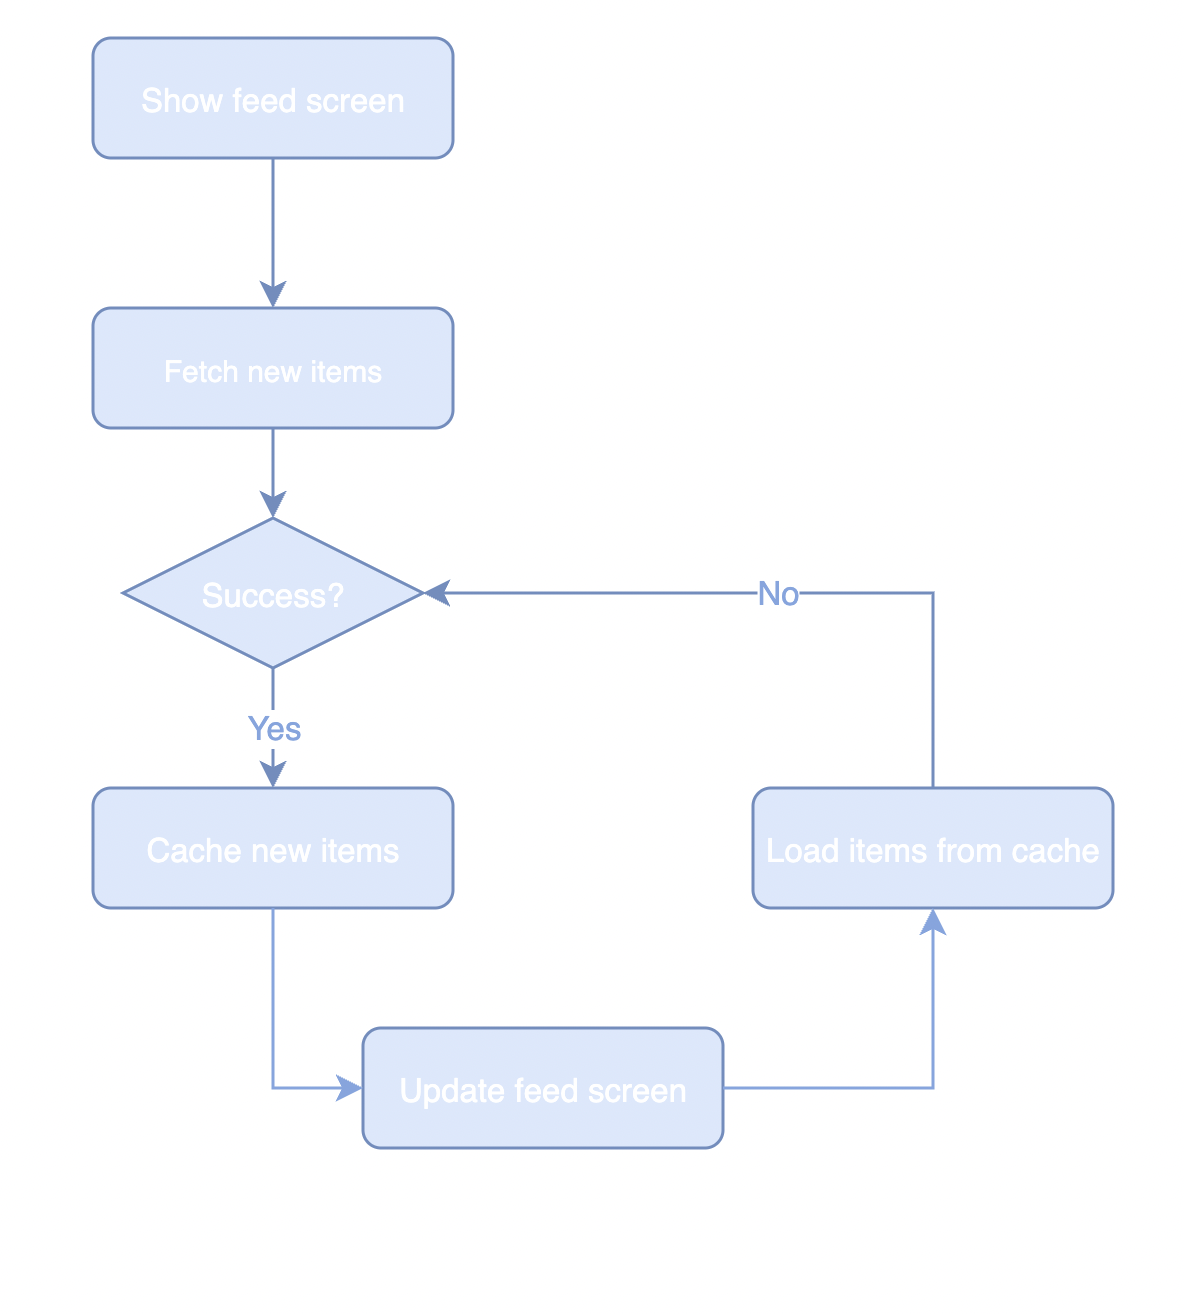 Show feed screen
Fetch new items
Success?
No
Yes
Cache new items
Load items from cache
Update feed screen